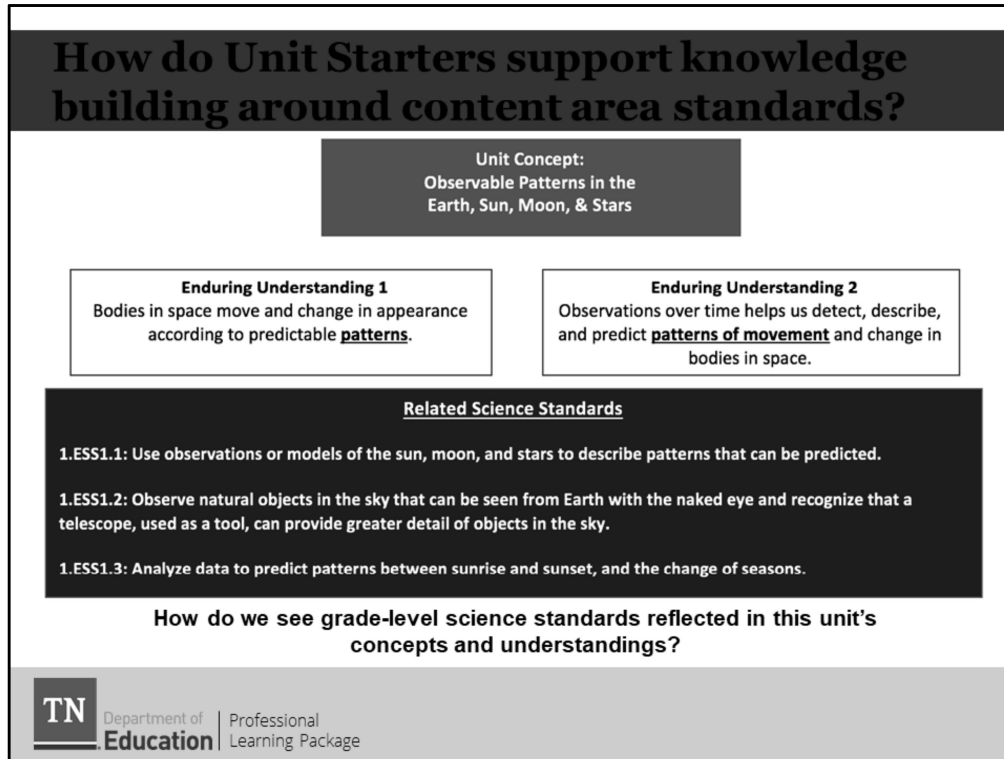 How do Unit Starters support knowledge
building around content area standards?
Unit Concept:
Observable Patterns in the
Earth, Sun, Moon, & Stars
Enduring Understanding 1
Bodies in space move and change in appearance
according to predictable patterns.
Enduring Understanding 2
Observations over time helps us detect, describe,
and predict patterns of movement and change in
bodies in space.
Related Science Standards
1.ESS1.1: Use observations or models of the sun, moon, and stars to describe patterns that can be predicted.
1.ESS1.2: Observe natural objects in the sky that can be seen from Earth with the naked eye and recognize that a
telescope, used as a tool, can provide greater detail of objects in the sky.
1.ESS1.3: Analyze data to predict patterns between sunrise and sunset, and the change of seasons.
How do we see grade-level science standards reflected in this unit's
concepts and understandings?
TN
Department of
Education
Professional
Learning Package